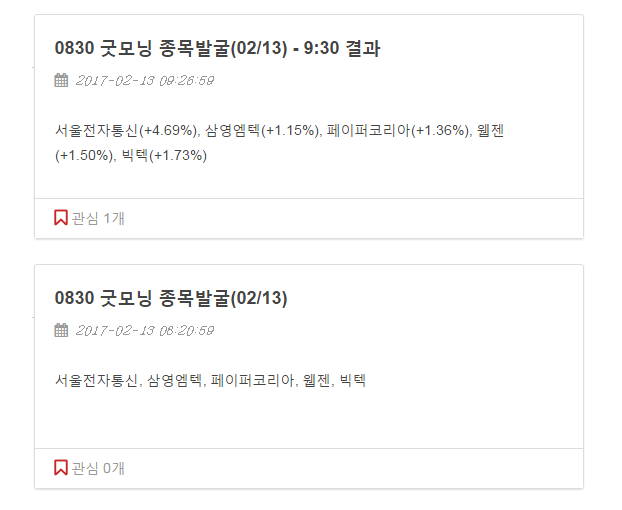 0830 굿모닝 종목발굴(02/13) - 9:30 결과
2017-02-13 09:26:59
서울전자통신(+4.69%), 삼영엠텍(+1.15%), 페이퍼코리아(+1.36%), 웹젠
(+1.50%), 빅텍(+1.73%)
관심 1개
0830 굿모닝 종목발굴(02/13)
2017-02-13 06:20:59
서울전자통신, 삼영엠텍, 페이퍼코리아, 웹젠, 빅텍
관심 0개